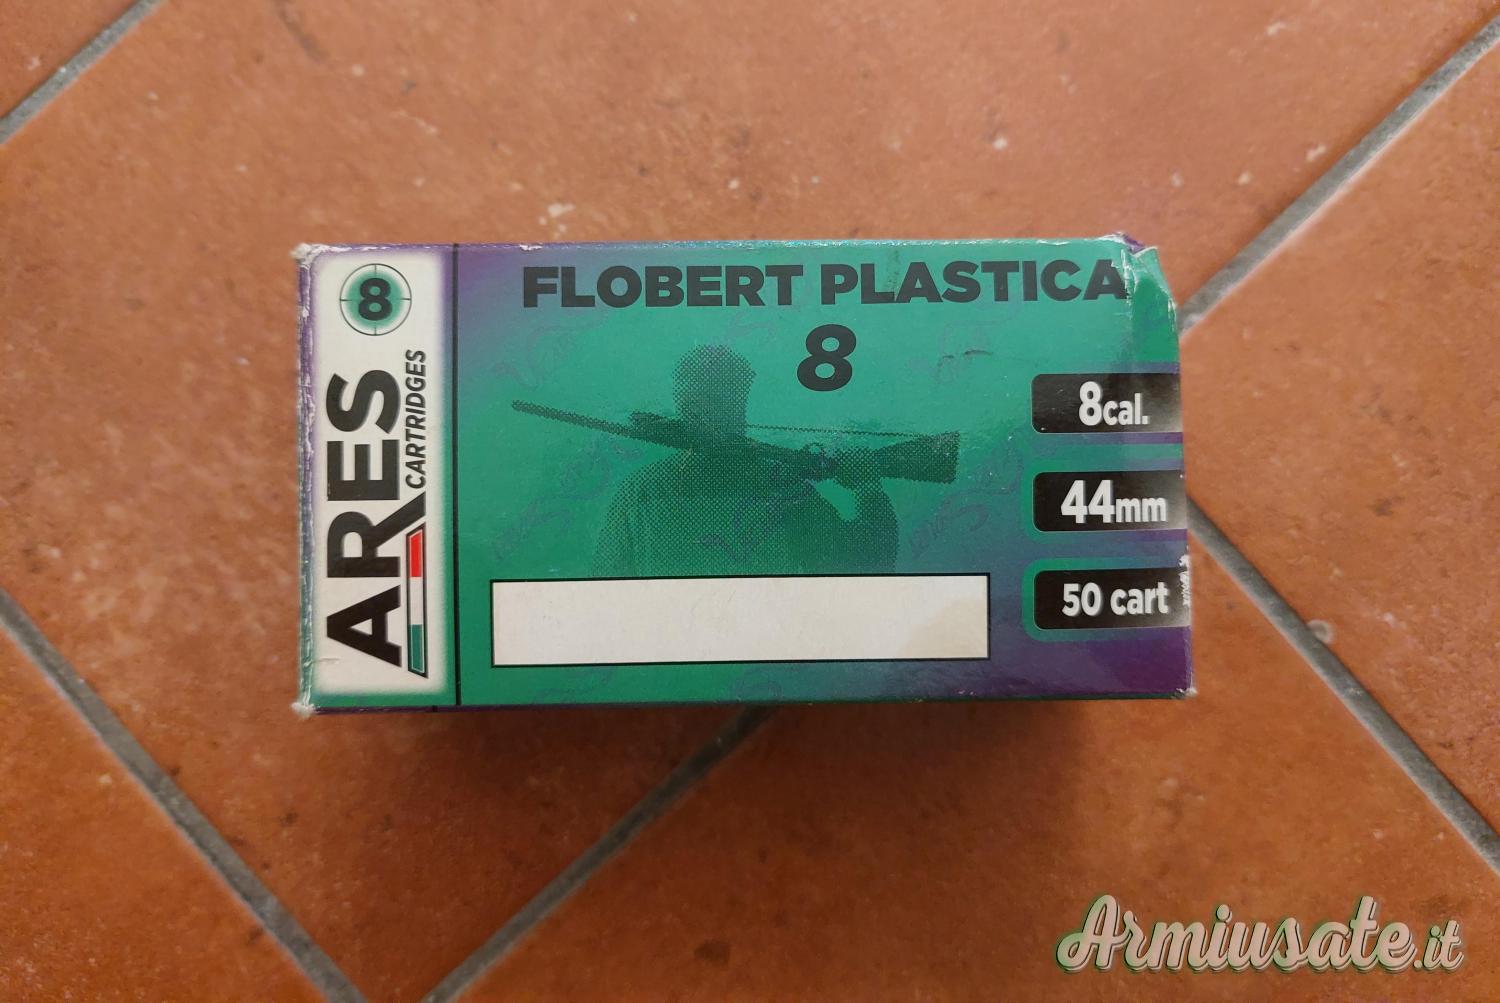 8
ARES
CARTRIDGES
FLOBERT PLASTICA
8
8cal.
44mm
50 cart
Armiusate.it